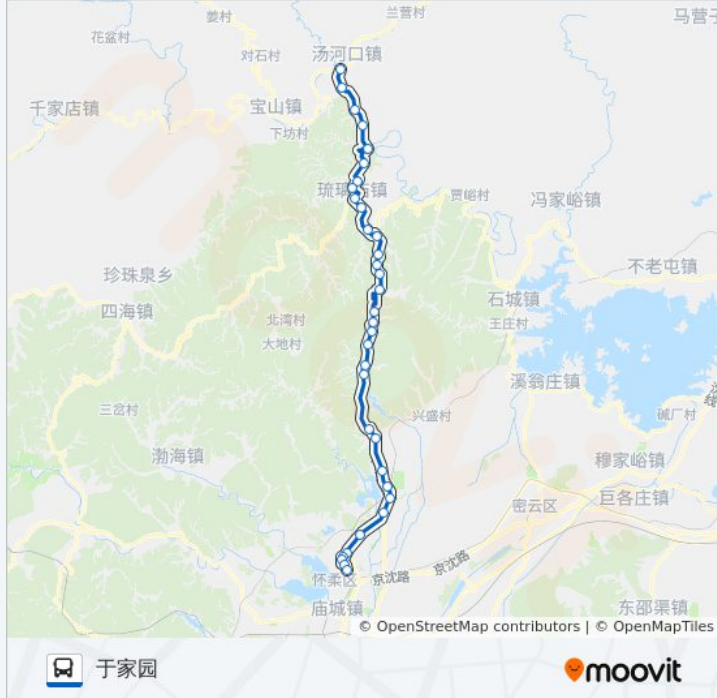 姜村
兰营村
马营子
花盆村
对石村
汤河口镇
千家店镇
宝山镇
下坊村
琉璃庙镇
贾峪村
冯家峪镇
珍珠泉乡
不老屯镇
四海镇
北湾村
石城镇
王庄村
大地村
溪翁庄镇
三岔村
兴盛村
碱厂村
渤海镇
穆家峪镇
密云区
巨各庄镇
京沈路
京沈路
怀柔区
庙城镇
东邵渠镇
© OpenStreetMap contributors | © OpenMapTiles
于家园
moovit